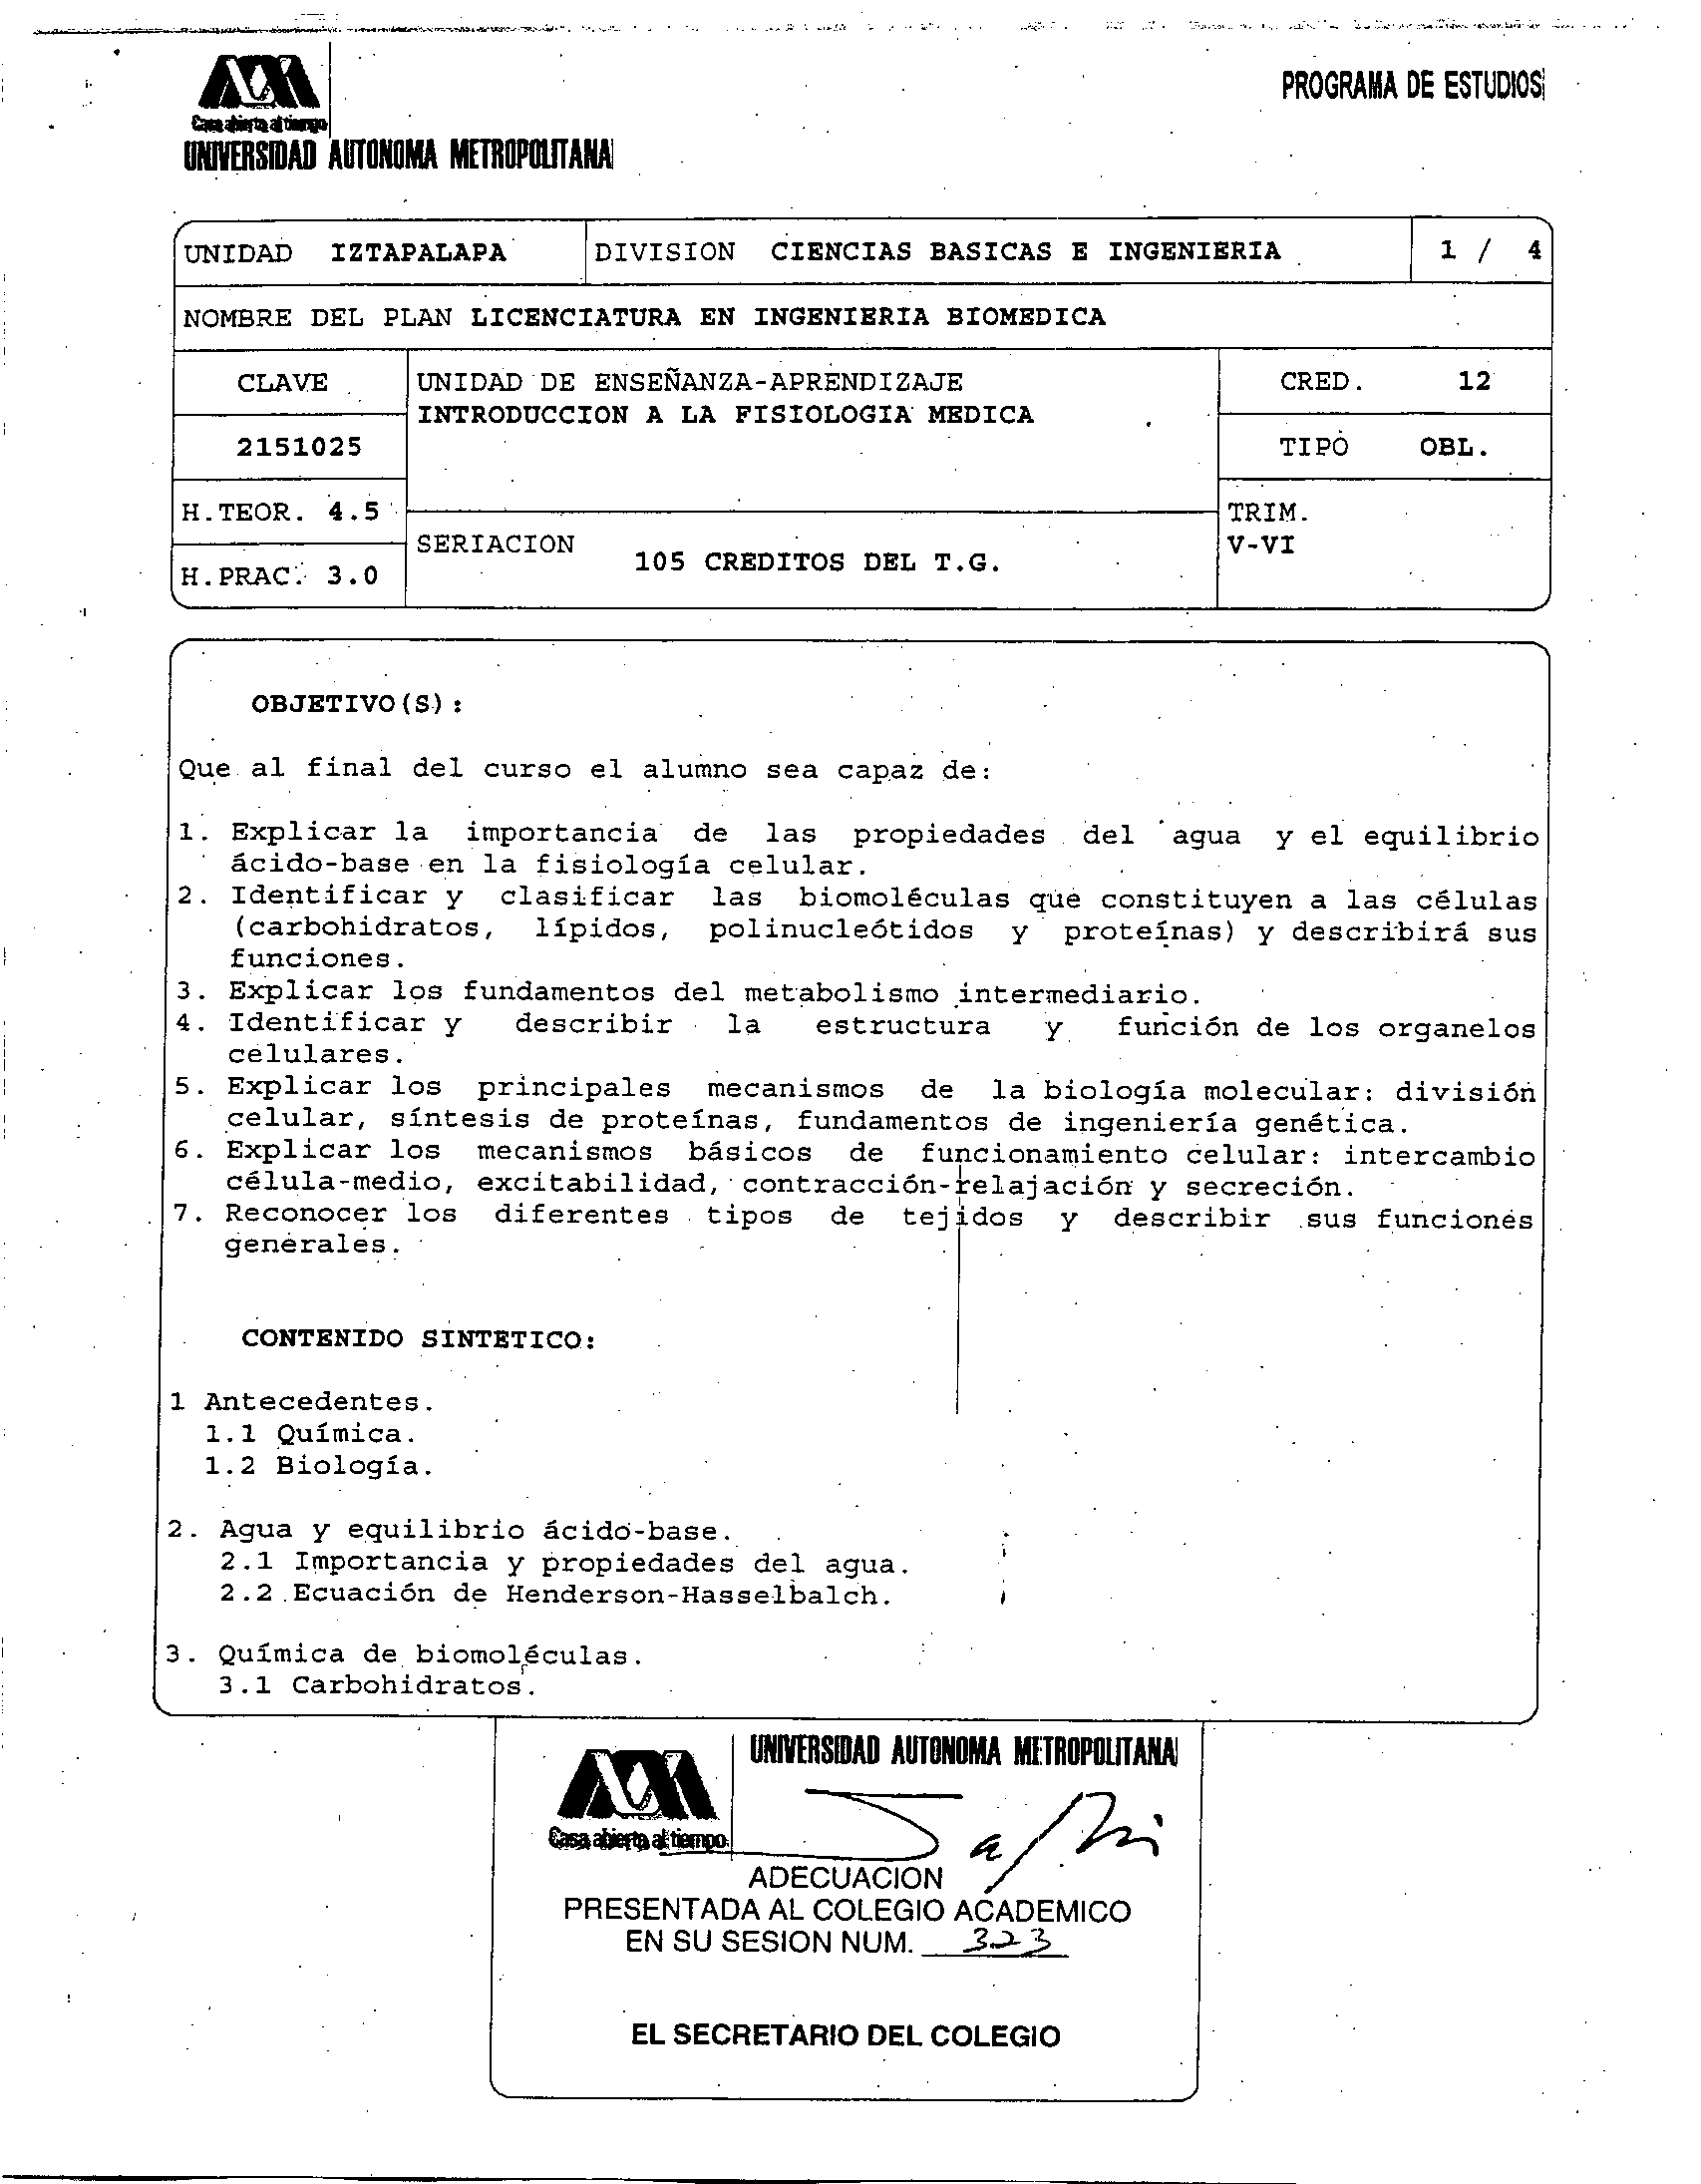 Casa abierta al tiempo
UNIVERSIDAD AUTONOMA METROPOLITANA
PROGRAMA DE ESTUDIOS
UNIDAD IZTAPALAPA DIVISION CIENCIAS BASICAS E INGENIERIA 1 / 4
NOMBRE DEL PLAN LICENCIATURA EN INGENIERIA BIOMEDICA
CLAVE
2151025
UNIDAD DE ENSEÑANZA-APRENDIZAJE
INTRODUCCION A LA FISIOLOGIA MEDICA
CRED. 12
TIPO OBL.
H.TEOR. 4.5
H.PRAC. 3.0
SERIACION
105 CREDITOS DEL T.G.
TRIM.
V-VI
OBJETIVO(S):
Que al final del curso el alumno sea capaz de:
1. Explicar la importancia de las propiedades del agua y el equilibrio
ácido-base en la fisiología celular.
2. Identificar y clasificar las biomoléculas que constituyen a las células
(carbohidratos, lípidos, polinucleótidos y proteínas) y describirá sus
funciones.
3. Explicar los fundamentos del metabolismo intermediario.
4. Identificar y describir la estructura y función de los organelos
celulares.
5. Explicar los principales mecanismos de la biología molecular: división
celular, síntesis de proteínas, fundamentos de ingeniería genética.
6. Explicar los mecanismos básicos de funcionamiento celular: intercambio
célula-medio, excitabilidad, contracción-relajación y secreción.
7. Reconocer los diferentes tipos de tejidos y describir sus funciones
generales.
CONTENIDO SINTETICO:
1 Antecedentes.
1.1 Química.
1.2 Biología.
2. Agua y equilibrio ácido-base.
2.1 Importancia y propiedades del agua.
2.2 Ecuación de Henderson-Hasselbalch.
3. Química de biomoléculas.
3.1 Carbohidratos.
Casa abierta al tiempo
UNIVERSIDAD AUTONOMA METROPOLITANA
ADECUACION
PRESENTADA AL COLEGIO ACADEMICO
EN SU SESION NUM. 323
EL SECRETARIO DEL COLEGIO